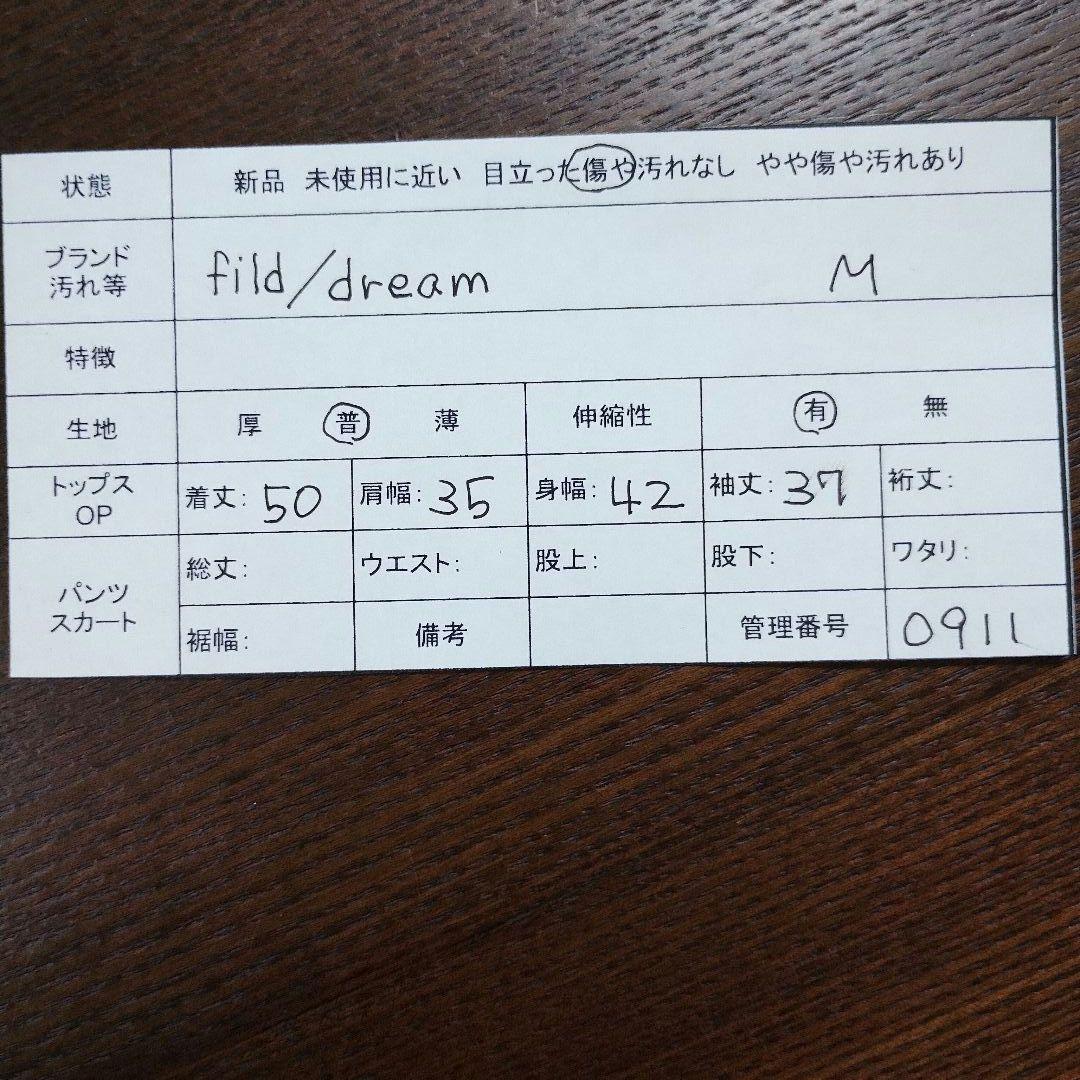 状態 新品 未使用に近い 目立った傷や汚れなし やや傷や汚れあり
ブランド
汚れ等 fild/dream M
特徴
生地 厚 普 薄 伸縮性 有 無
トップス
OP 着丈: 50 肩幅: 35 身幅: 42 袖丈: 37 裄丈:
パンツ
スカート 総丈: ウエスト: 股上: 股下: ワタリ:
裾幅: 備考 管理番号 0911